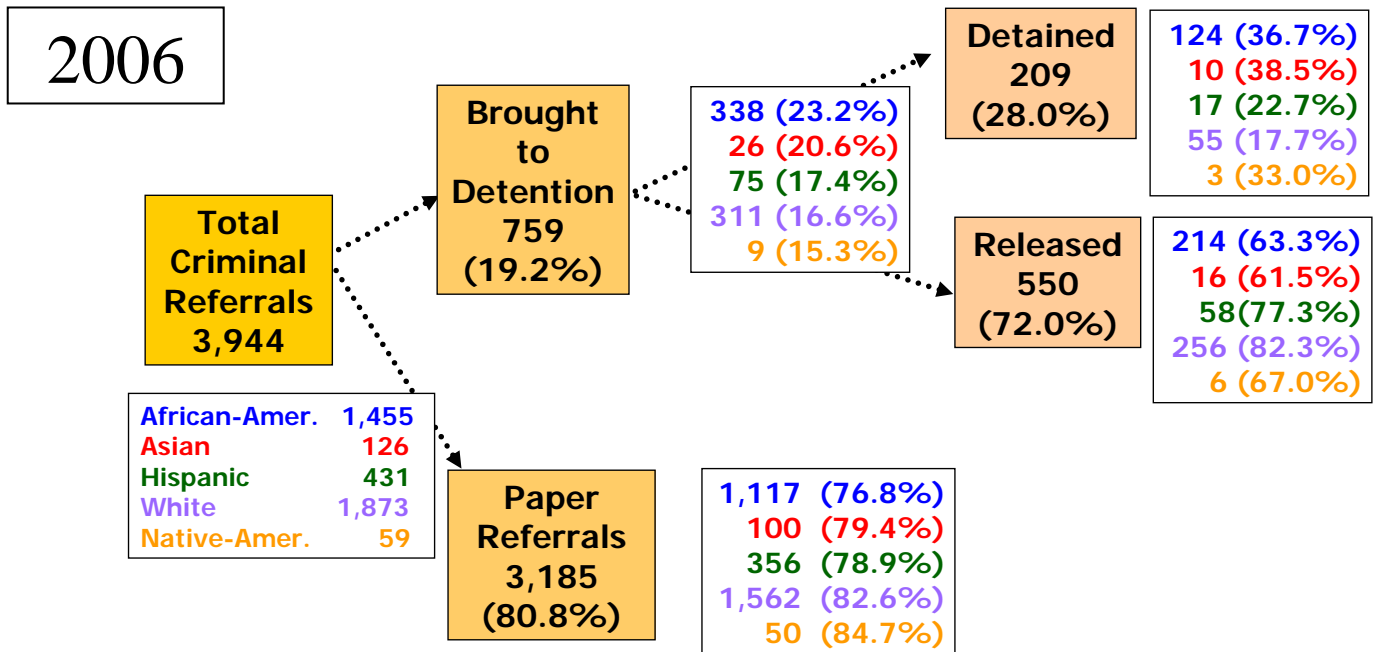 2006
Total
Criminal
Referrals
3,944
African-Amer. 1,455
Asian 126
Hispanic 431
White 1,873
Native-Amer. 59
Brought
to
Detention
759
(19.2%)
338 (23.2%)
26 (20.6%)
75 (17.4%)
311 (16.6%)
9 (15.3%)
Detained
209
(28.0%)
124 (36.7%)
10 (38.5%)
17 (22.7%)
55 (17.7%)
3 (33.0%)
Released
550
(72.0%)
214 (63.3%)
16 (61.5%)
58(77.3%)
256 (82.3%)
6 (67.0%)
Paper
Referrals
3,185
(80.8%)
1,117 (76.8%)
100 (79.4%)
356 (78.9%)
1,562 (82.6%)
50 (84.7%)